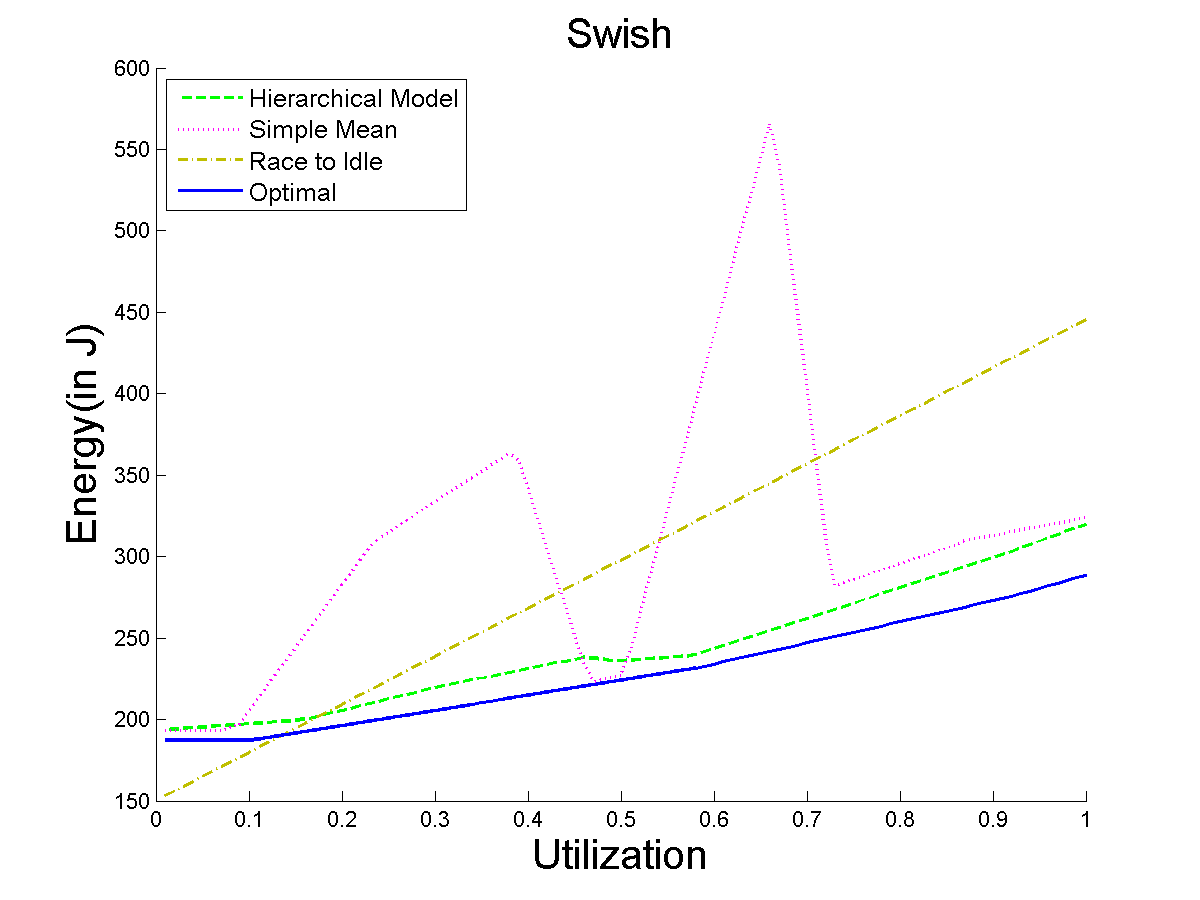 Swish
600
550
500
450
400
350
300
250
200
150
Hierarchical Model
Simple Mean
Race to Idle
Optimal
Energy(in J)
0 0.1 0.2 0.3 0.4 0.5 0.6 0.7 0.8 0.9 1
Utilization